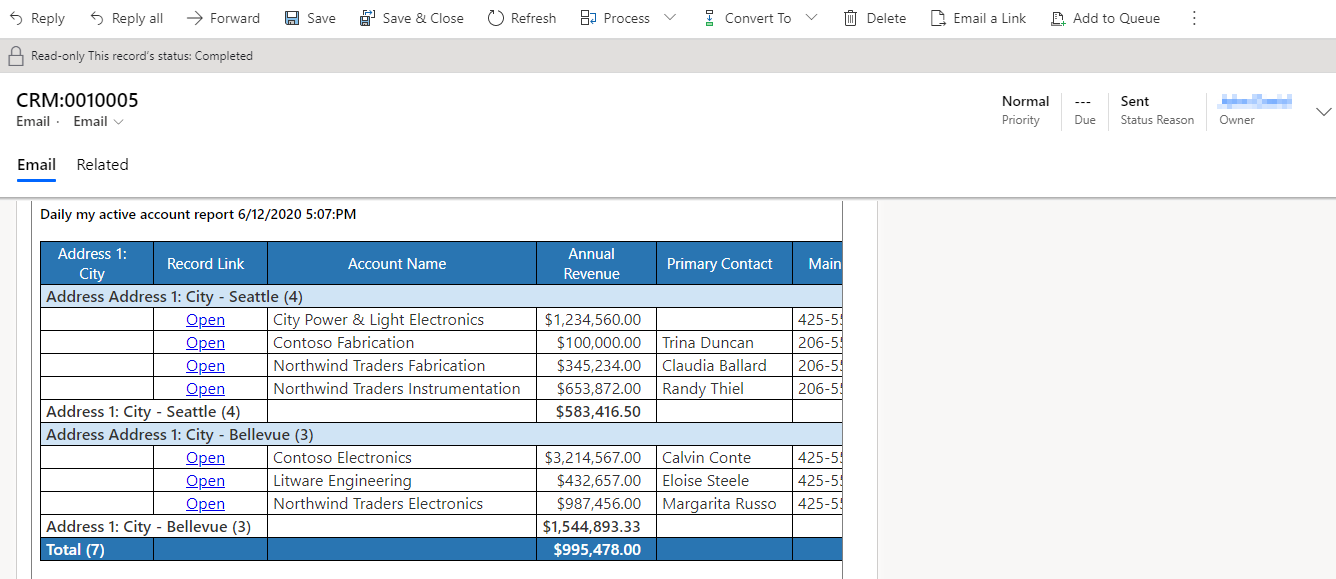 Reply Reply all Forward Save Save & Close Refresh Process Convert To Delete Email a Link Add to Queue
Read-only This record's status: Completed
CRM:0010005
Email · Email
Normal
Priority
---
Due
Sent
Status Reason
Owner
Email Related
Daily my active account report 6/12/2020 5:07:PM
Address 1: City Record Link Account Name Annual Revenue Primary Contact Main
Address Address 1: City - Seattle (4)
Open City Power & Light Electronics $1,234,560.00 425-55
Open Contoso Fabrication $100,000.00 Trina Duncan 206-55
Open Northwind Traders Fabrication $345,234.00 Claudia Ballard 206-55
Open Northwind Traders Instrumentation $653,872.00 Randy Thiel 206-55
Address 1: City - Seattle (4) $583,416.50
Address Address 1: City - Bellevue (3)
Open Contoso Electronics $3,214,567.00 Calvin Conte 425-55
Open Litware Engineering $432,657.00 Eloise Steele 425-55
Open Northwind Traders Electronics $987,456.00 Margarita Russo 425-55
Address 1: City - Bellevue (3) $1,544,893.33
Total (7) $995,478.00